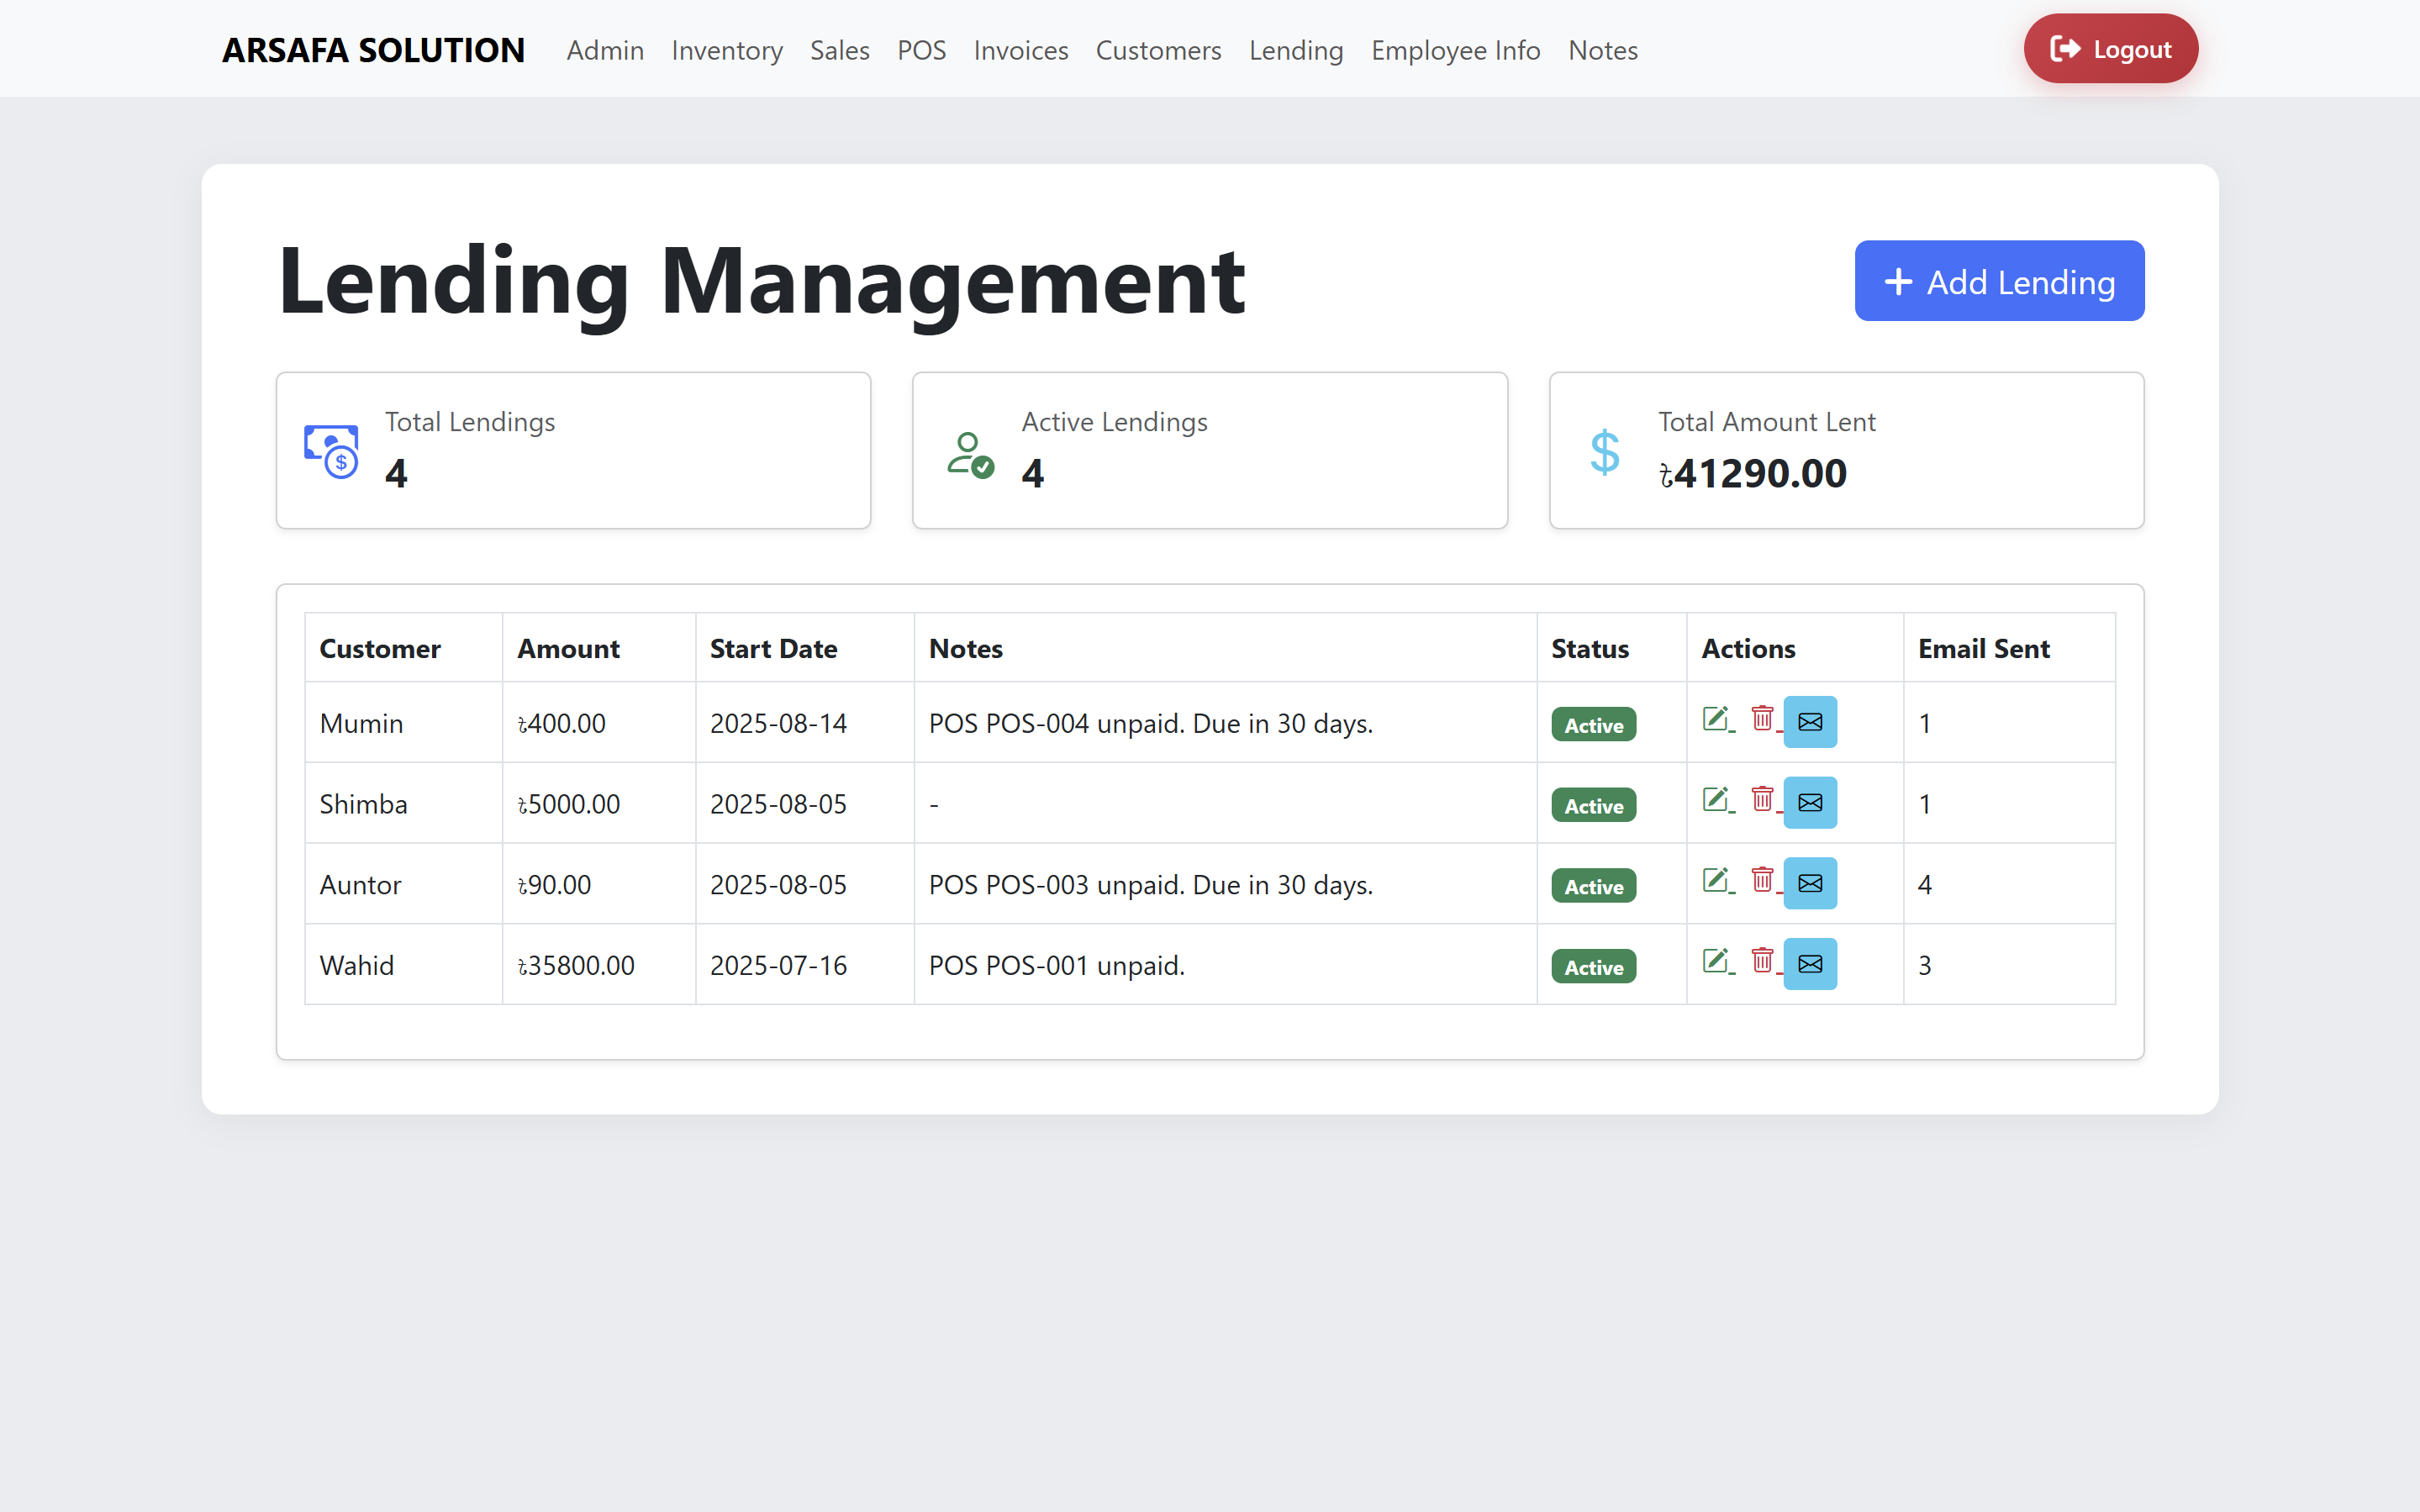 ARSAFA SOLUTION Admin Inventory Sales POS Invoices Customers Lending Employee Info Notes Logout
Lending Management
Add Lending
Total Lendings
4
Active Lendings
4
$
Total Amount Lent
৳41290.00
Customer Amount Start Date Notes Status Actions Email Sent
Mumin ৳400.00 2025-08-14 POS POS-004 unpaid. Due in 30 days. Active 1
Shimba ৳5000.00 2025-08-05 - Active 1
Auntor ৳90.00 2025-08-05 POS POS-003 unpaid. Due in 30 days. Active 4
Wahid ৳35800.00 2025-07-16 POS POS-001 unpaid. Active 3